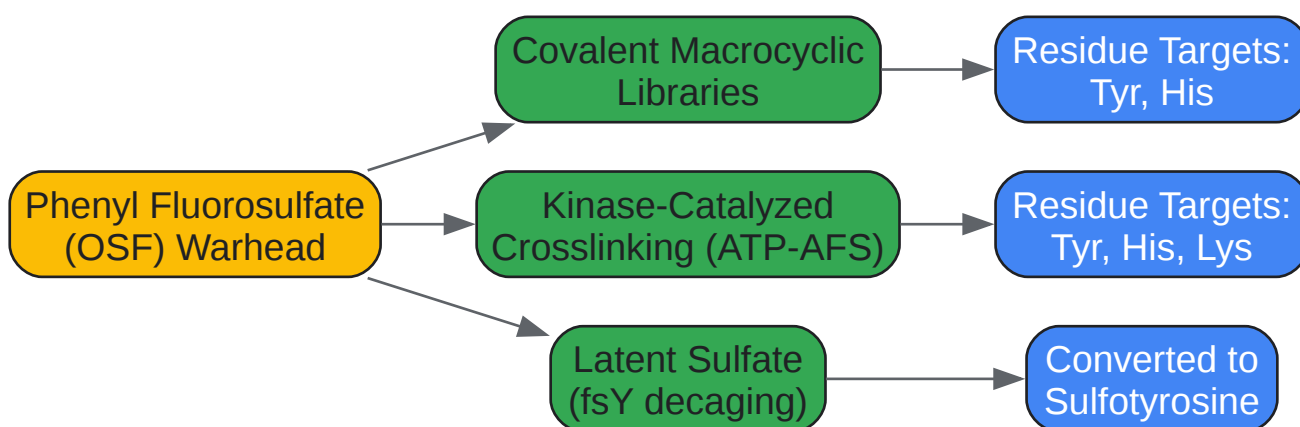 Phenyl Fluorosulfate
(OSF) Warhead
Covalent Macrocyclic
Libraries
Residue Targets:
Tyr, His
Kinase-Catalyzed
Crosslinking (ATP-AFS)
Residue Targets:
Tyr, His, Lys
Latent Sulfate
(fsY decaging)
Converted to
Sulfotyrosine